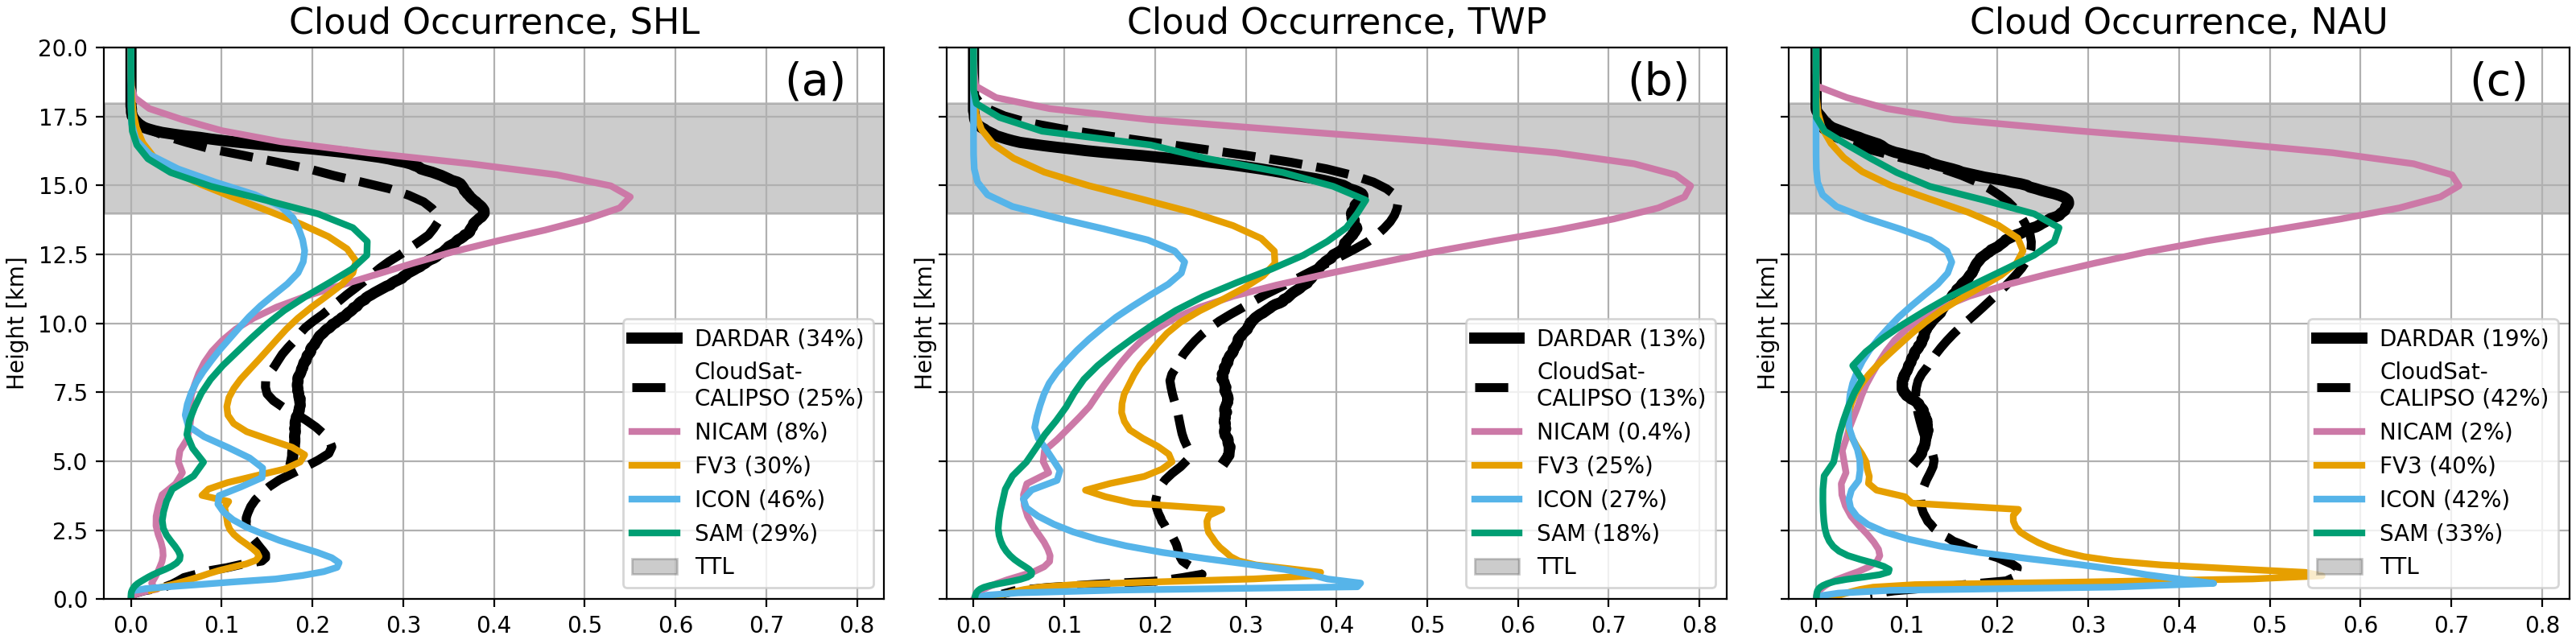 Cloud Occurrence, SHL
(a)
Height [km]
20.0
17.5
15.0
12.5
10.0
7.5
5.0
2.5
0.0
0.0 0.1 0.2 0.3 0.4 0.5 0.6 0.7 0.8
DARDAR (34%)
CloudSat-
CALIPSO (25%)
NICAM (8%)
FV3 (30%)
ICON (46%)
SAM (29%)
TTL
Cloud Occurrence, TWP
(b)
Height [km]
0.0 0.1 0.2 0.3 0.4 0.5 0.6 0.7 0.8
DARDAR (13%)
CloudSat-
CALIPSO (13%)
NICAM (0.4%)
FV3 (25%)
ICON (27%)
SAM (18%)
TTL
Cloud Occurrence, NAU
(c)
Height [km]
0.0 0.1 0.2 0.3 0.4 0.5 0.6 0.7 0.8
DARDAR (19%)
CloudSat-
CALIPSO (42%)
NICAM (2%)
FV3 (40%)
ICON (42%)
SAM (33%)
TTL